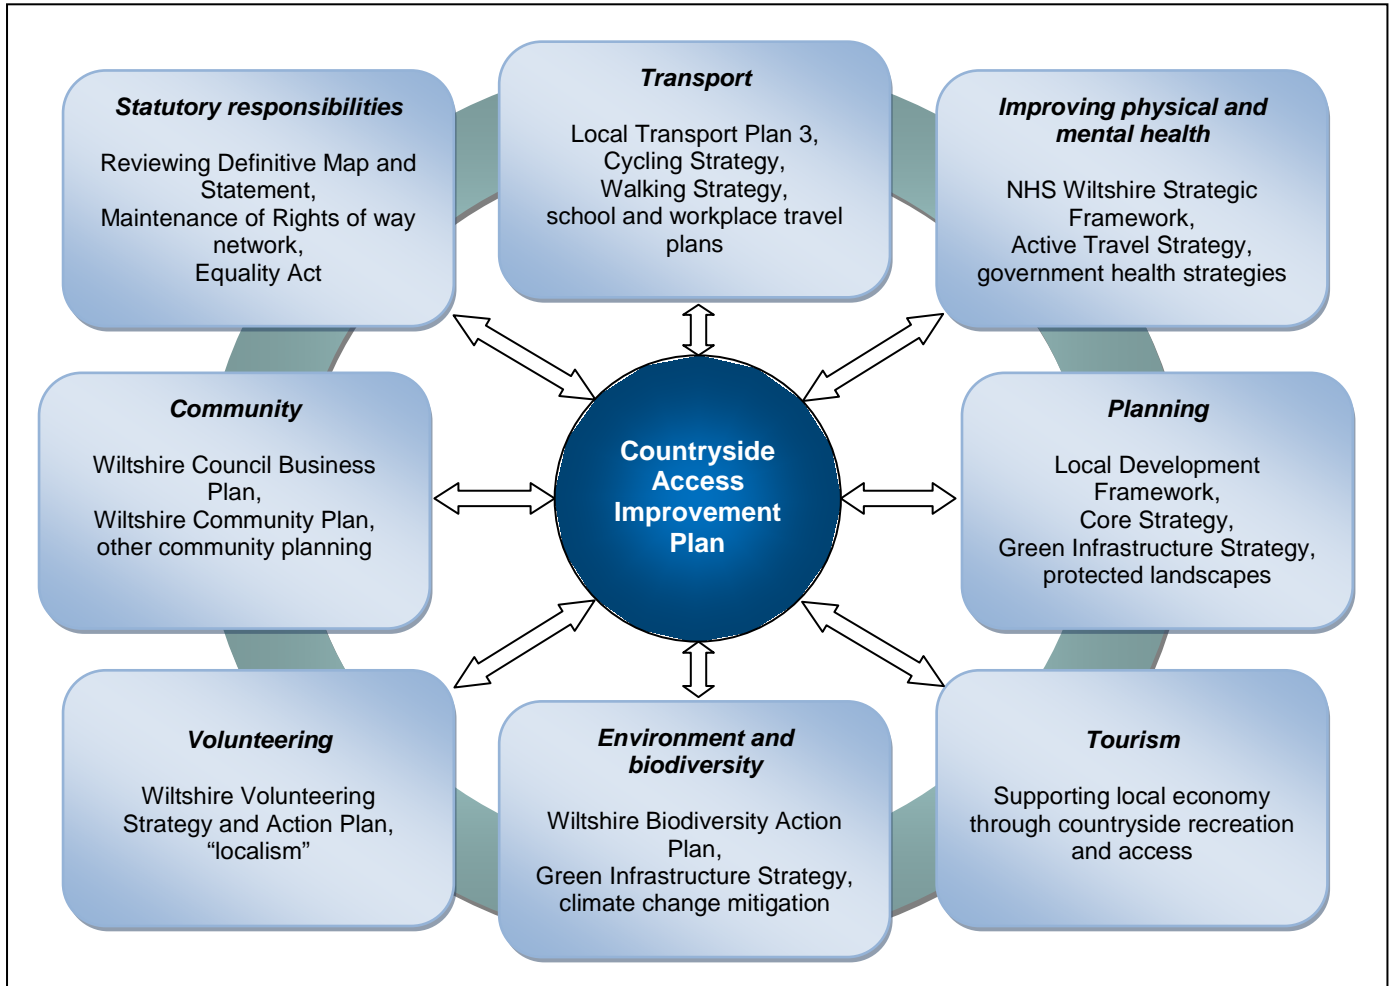 Statutory responsibilities
Reviewing Definitive Map and
Statement,
Maintenance of Rights of way
network,
Equality Act
Transport
Local Transport Plan 3,
Cycling Strategy,
Walking Strategy,
school and workplace travel
plans
Improving physical and
mental health
NHS Wiltshire Strategic
Framework,
Active Travel Strategy,
government health strategies
Community
Wiltshire Council Business
Plan,
Wiltshire Community Plan,
other community planning
Countryside
Access
Improvement
Plan
Planning
Local Development
Framework,
Core Strategy,
Green Infrastructure Strategy,
protected landscapes
Volunteering
Wiltshire Volunteering
Strategy and Action Plan,
“localism”
Environment and
biodiversity
Wiltshire Biodiversity Action
Plan,
Green Infrastructure Strategy,
climate change mitigation
Tourism
Supporting local economy
through countryside recreation
and access